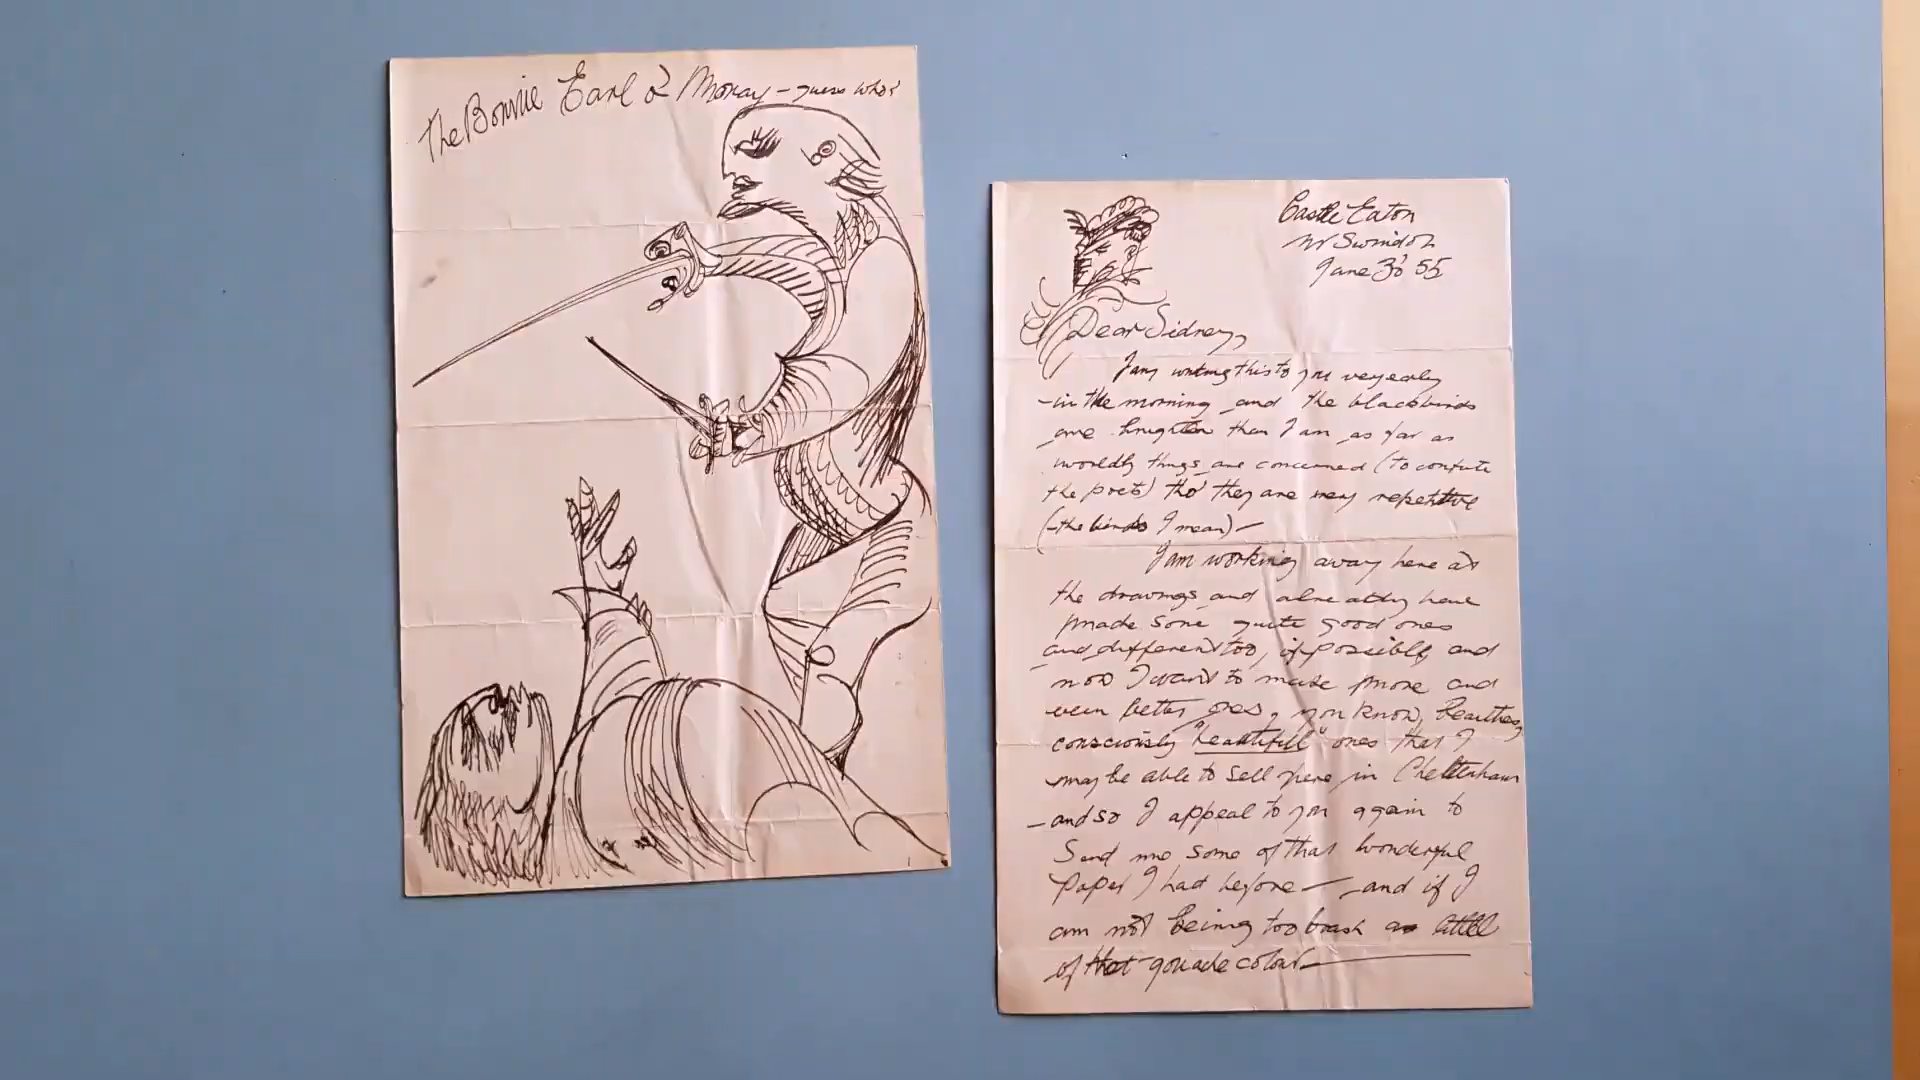 The Bonnie Earl o Moray - guess who?
Castle Eaton
nr Swindon
June 30 55
Dear Sidney,
I am writing this to you very early
- in the morning and the blackbirds
are brighter than I am as far as
worldly things are concerned (to confute
the poets) tho' they are very repetitive
(- the birds I mean) -
I am working away here at
the drawings and already have
made some quite good ones
and different too, if possible, and
now I want to make more and
even better ones, you know,
consciously "beautiful" ones that I
may be able to sell here in Cheltenham
- and so I appeal to you again to
Send me some of that wonderful
paper I had before - and if I
am not being too brash a little
of that gouache colour